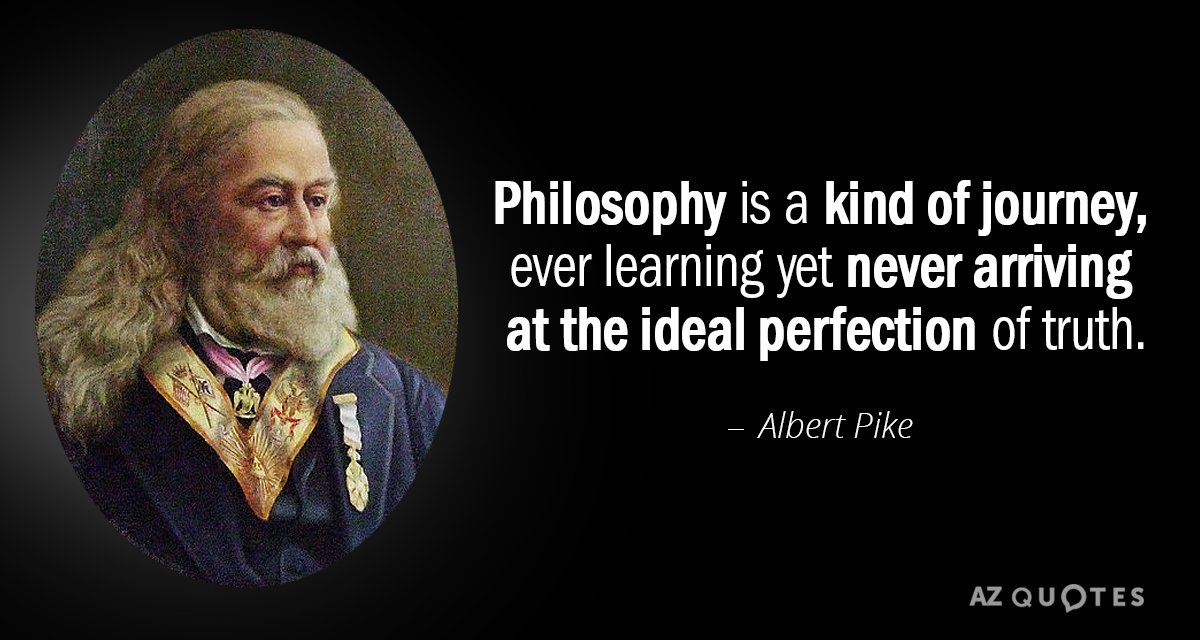 Philosophy is a kind of journey,
ever learning yet never arriving
at the ideal perfection of truth.
– Albert Pike
AZ QUOTES